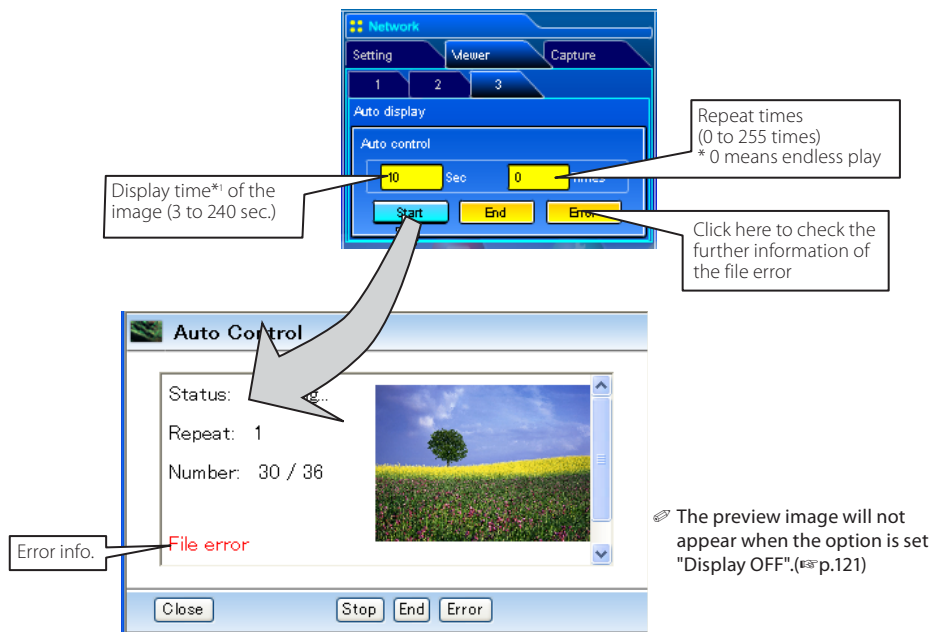 Network
Setting Viewer Capture
1 2 3
Auto display
Auto control
10 Sec 0
Start End Error
Repeat times
(0 to 255 times)
* 0 means endless play
Display time*1 of the
image (3 to 240 sec.)
Click here to check the
further information of
the file error
Auto Control
Status:
Repeat: 1
Number: 30 / 36
File error
Error info.
Close Stop End Error
✐ The preview image will not
appear when the option is set
"Display OFF".(☞p.121)